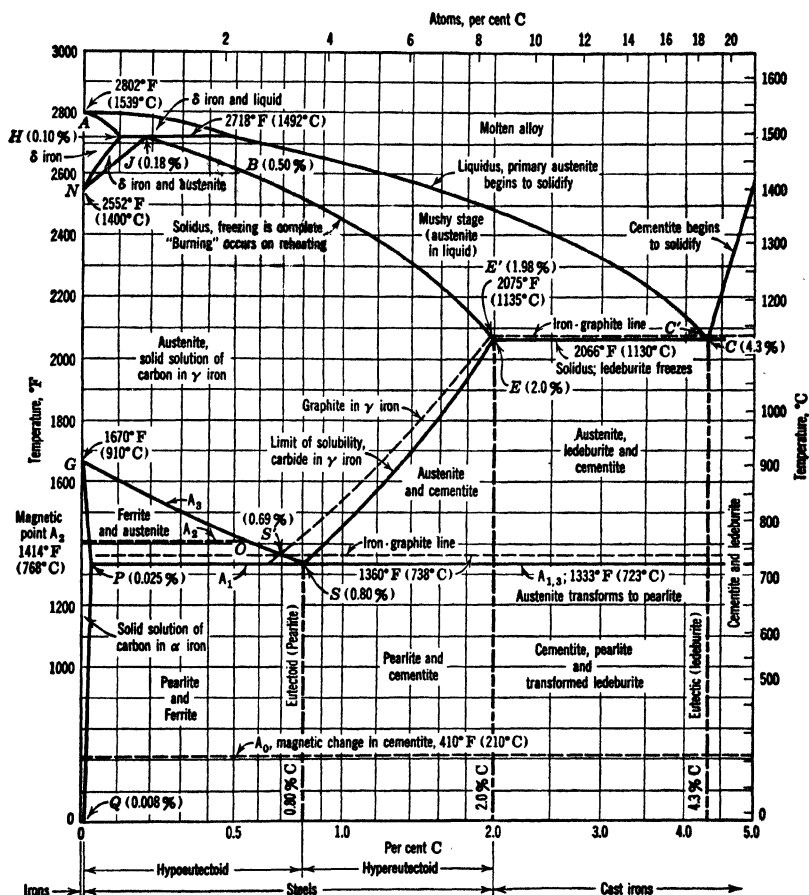 Atoms, per cent C
2 4 6 8 10 12 14 16 18 20
3000
2800
2600
2400
2200
2000
1800
1600
1200
1000
0
Temperature, °F
1600
1500
1400
1300
1200
1000
900
800
700
600
500
0
Temperature, °C
2802° F
(1539°C)
δ iron and liquid
2718° F (1492°C)
Molten alloy
A
H (0.10 %)
δ iron
J (0.18 %)
B (0.50 %)
Liquidus, primary austenite
begins to solidify
N
δ iron and austenite
2552° F
(1400°C)
Solidus, freezing is complete
"Burning" occurs on reheating
Mushy stage
(austenite
in liquid)
Cementite begins
to solidify
E' (1.98 %)
2075° F
(1135°C)
Iron-graphite line
C'
C (4.3 %)
2066° F (1130°C)
Solidus; ledeburite freezes
E (2.0 %)
Austenite,
solid solution of
carbon in γ iron
Graphite in γ iron
1670° F
(910°C)
G
Limit of solubility,
carbide in γ iron
Austenite
and cementite
Austenite,
ledeburite and
cementite
A3
Magnetic
point A2
1414° F
(768°C)
Ferrite
and austenite
A2
O
(0.69 %)
S'
Iron-graphite line
1360° F (738°C)
P (0.025 %)
A1
S (0.80 %)
A1,3; 1333° F (723°C)
Austenite transforms to pearlite
Cementite and ledeburite
Solid solution of
carbon in α iron
Pearlite
and
Ferrite
Eutectoid (Pearlite)
Pearlite and
cementite
Cementite, pearlite
and
transformed ledeburite
Eutectic (ledeburite)
A0, magnetic change in cementite, 410° F (210°C)
Q (0.008 %)
0.80 % C
2.0 % C
4.3 % C
0 0.5 1.0 2.0 3.0 4.0 5.0
Per cent C
Hypoeutectoid
Hypereutectoid
Irons
Steels
Cast irons